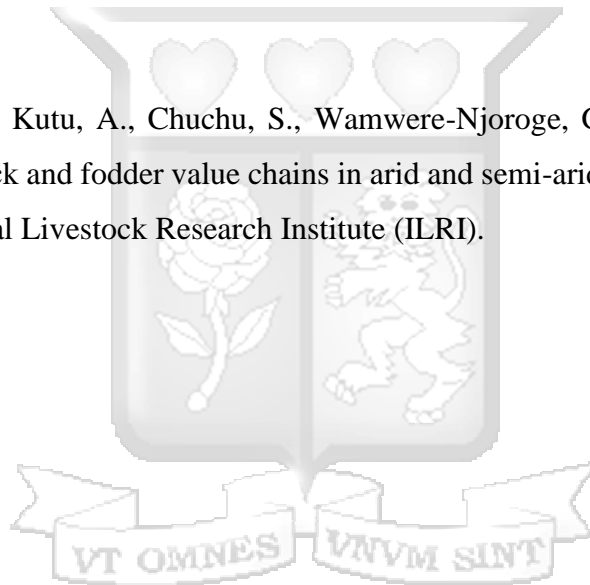 Kutu, A., Chuchu, S., Wamwere-Njoroge,
ck and fodder value chains in arid and semi-arid
al Livestock Research Institute (ILRI).
VT OMNES VNVM SINT